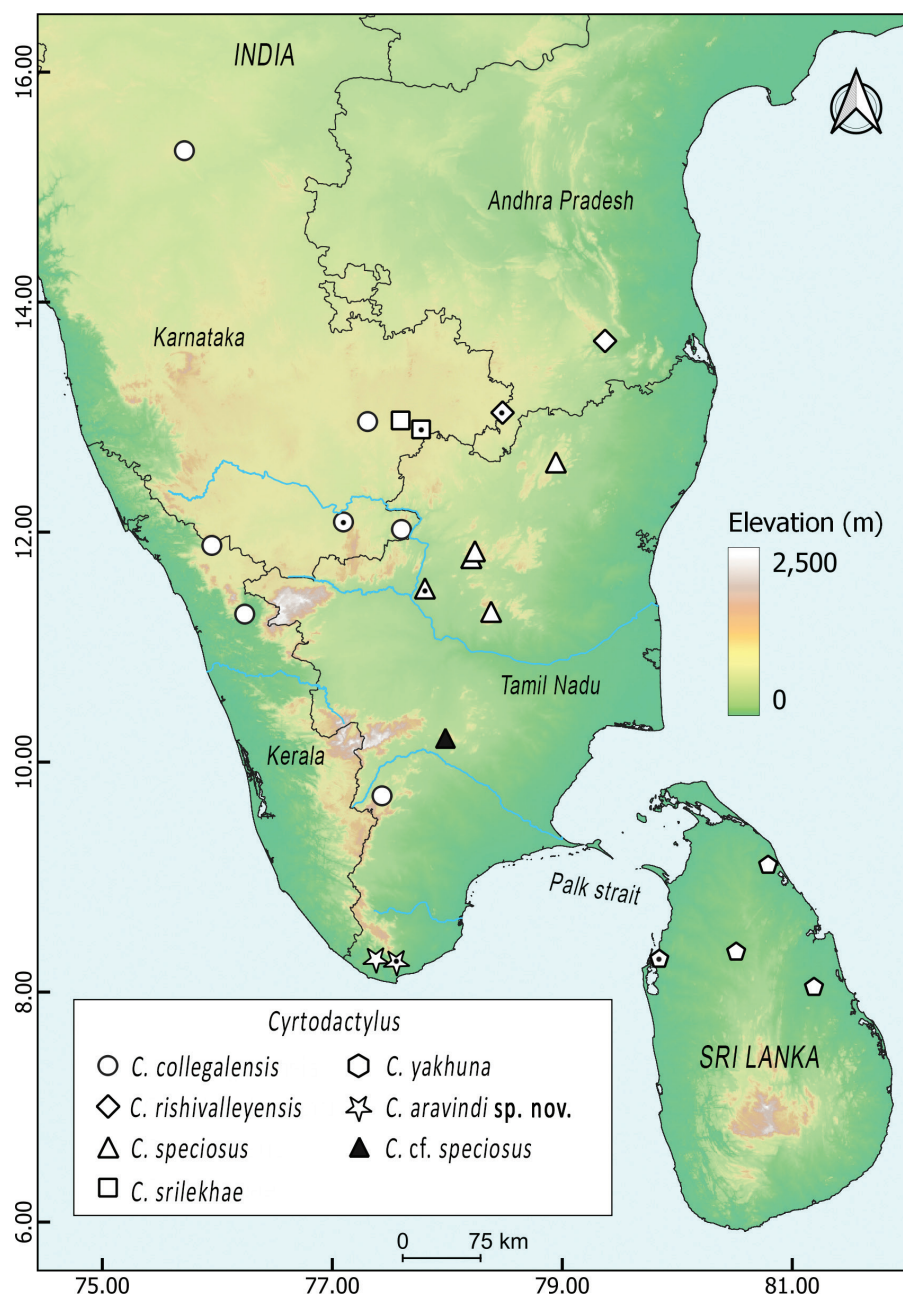 INDIA
16.00
Andhra Pradesh
14.00
Karnataka
12.00
Elevation (m)
2,500
0
Tamil Nadu
Kerala
10.00
Palk strait
8.00
SRI LANKA
Cyrtodactylus
C. collegalensis
C. rishivalleyensis
C. speciosus
C. srilekhae
C. yakhuna
C. aravindi sp. nov.
C. cf. speciosus
6.00
0 75 km
75.00 77.00 79.00 81.00